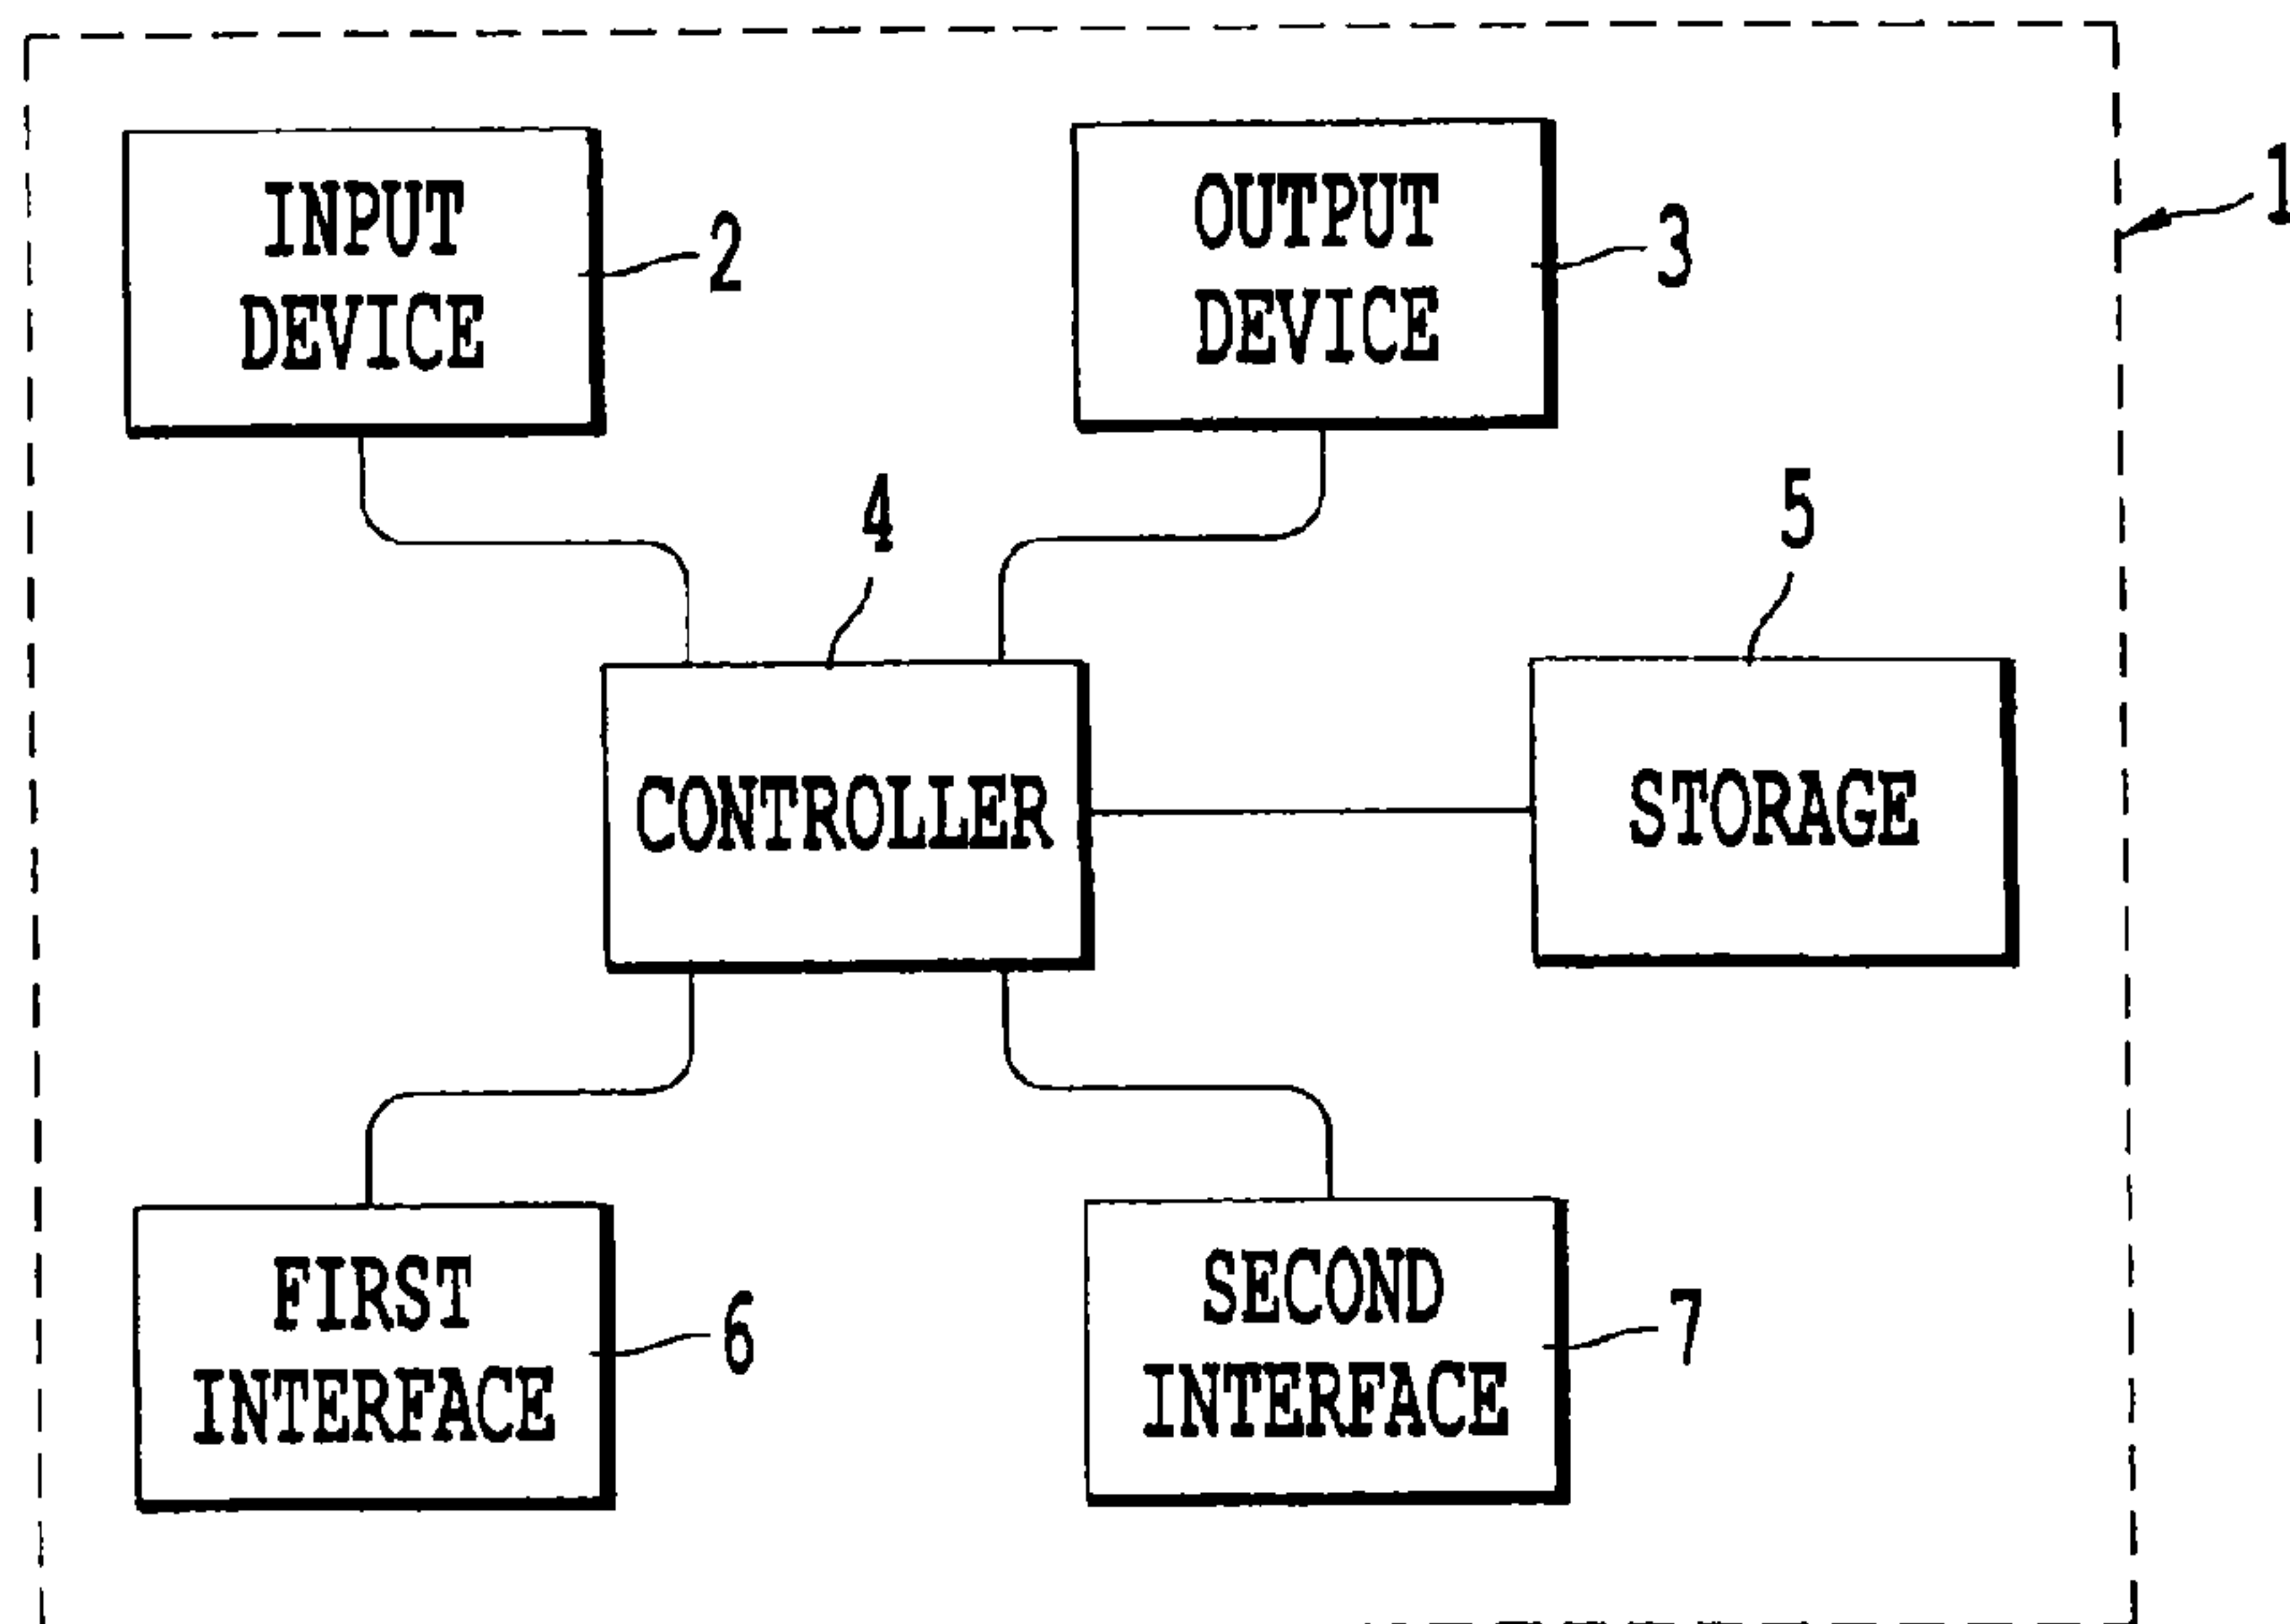 1
INPUT
DEVICE
2
OUTPUT
DEVICE
3
4
5
CONTROLLER
STORAGE
FIRST
INTERFACE
6
SECOND
INTERFACE
7